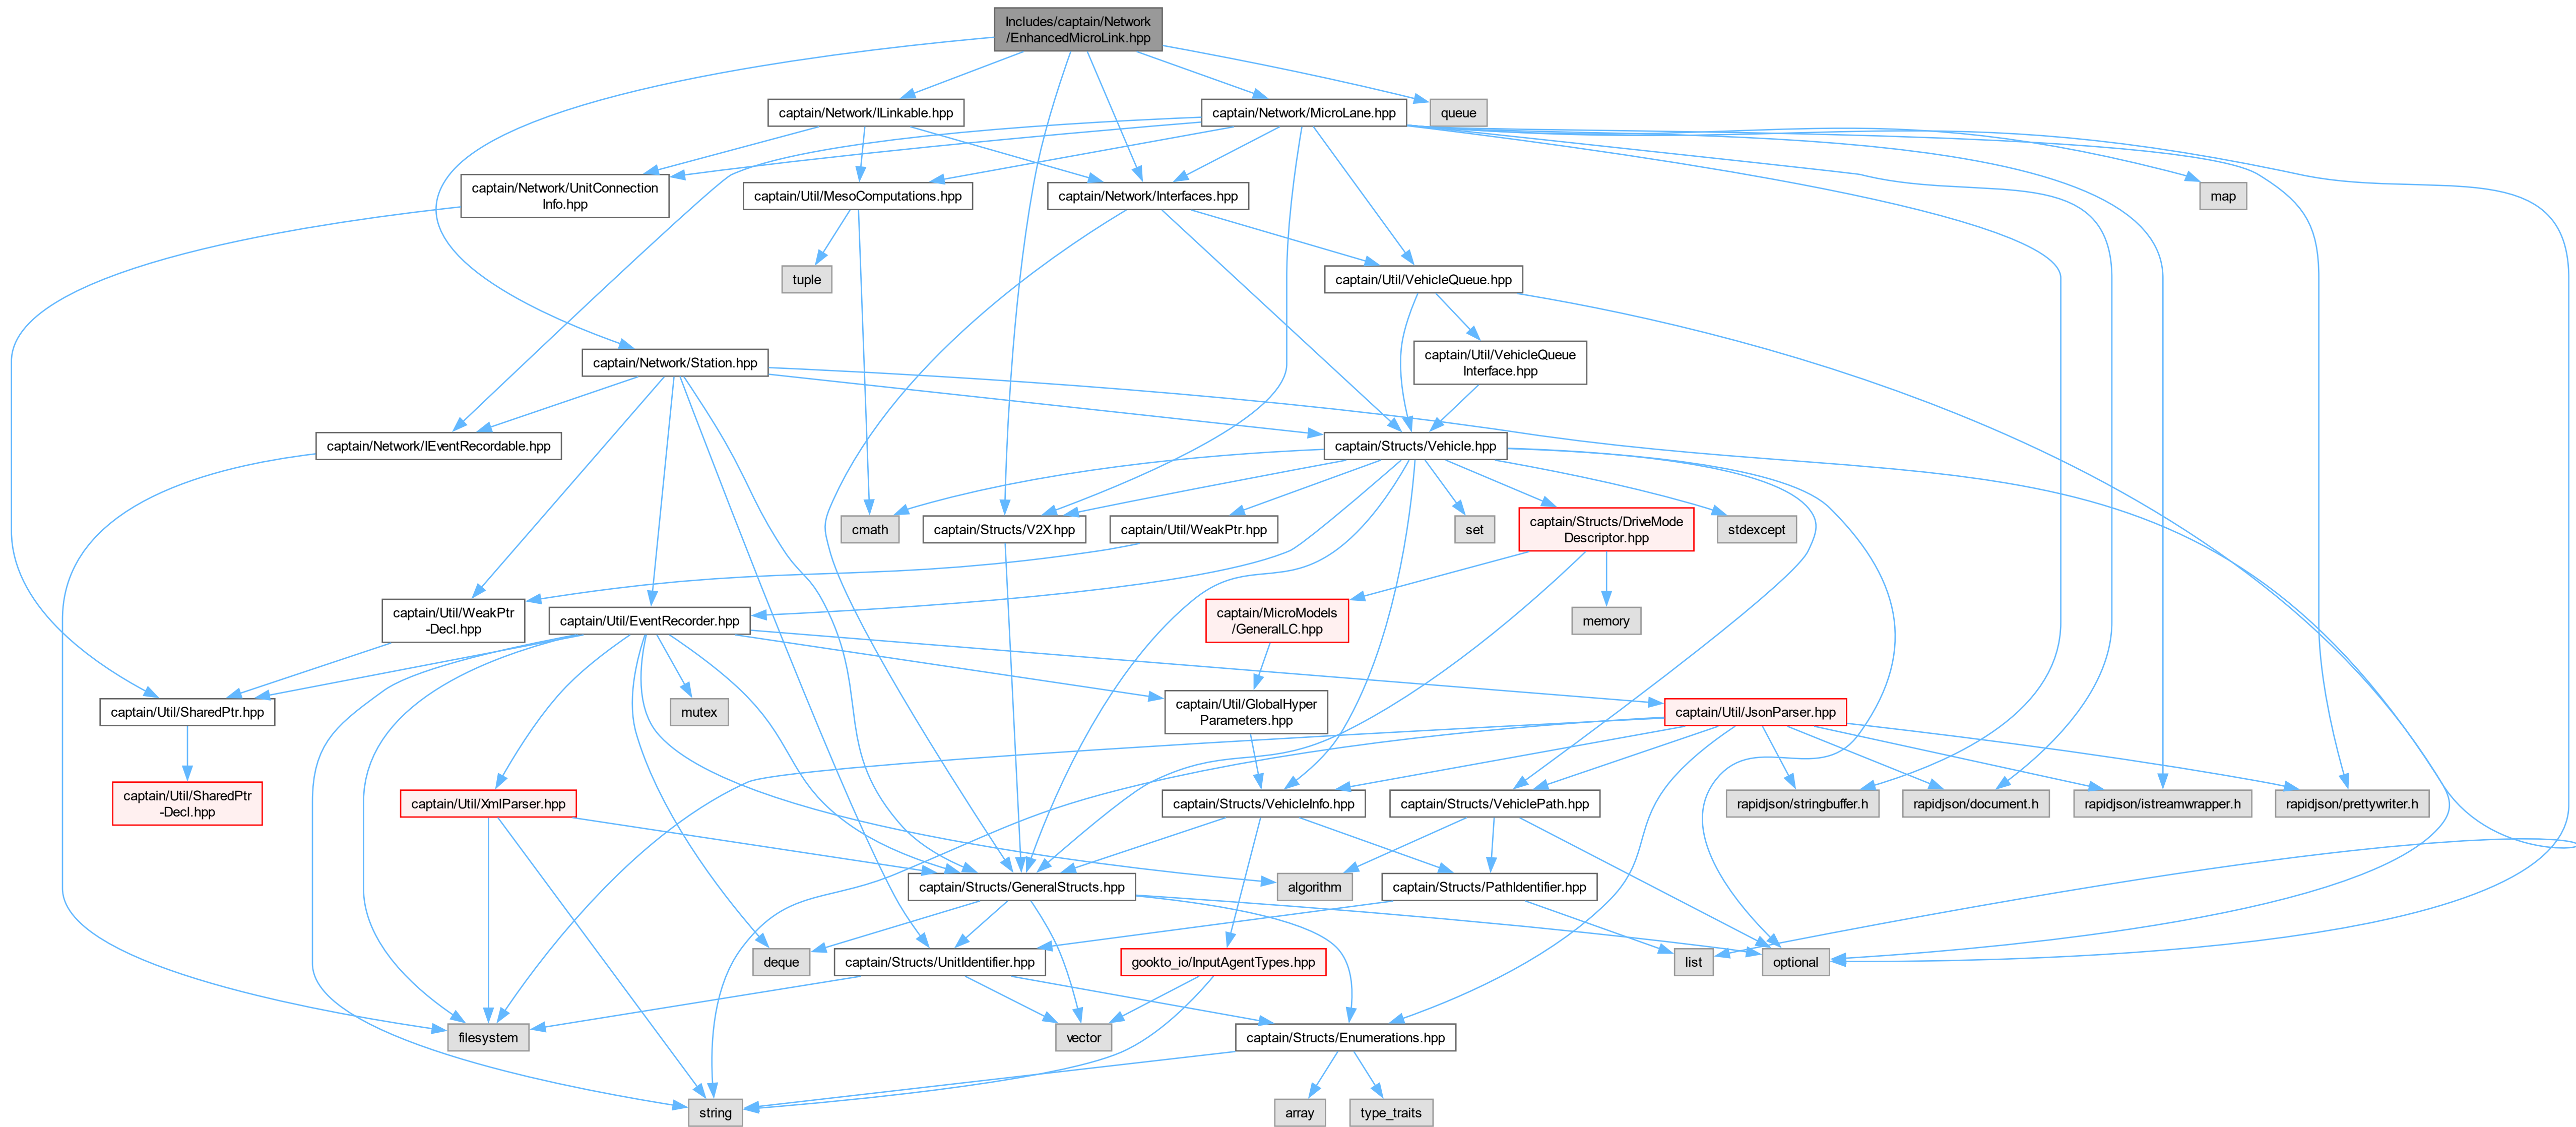 Includes/captain/Network
/EnhancedMicroLink.hpp
captain/Network/ILinkable.hpp
captain/Network/MicroLane.hpp
queue
captain/Network/UnitConnection
Info.hpp
captain/Util/MesoComputations.hpp
captain/Network/Interfaces.hpp
map
tuple
captain/Util/VehicleQueue.hpp
captain/Network/Station.hpp
captain/Util/VehicleQueue
Interface.hpp
captain/Network/IEventRecordable.hpp
captain/Structs/Vehicle.hpp
cmath
captain/Structs/V2X.hpp
captain/Util/WeakPtr.hpp
set
captain/Structs/DriveMode
Descriptor.hpp
stdexcept
captain/Util/WeakPtr
-Decl.hpp
captain/Util/EventRecorder.hpp
captain/MicroModels
/GeneralLC.hpp
memory
captain/Util/SharedPtr.hpp
mutex
captain/Util/GlobalHyper
Parameters.hpp
captain/Util/JsonParser.hpp
captain/Util/SharedPtr
-Decl.hpp
captain/Util/XmlParser.hpp
captain/Structs/VehicleInfo.hpp
captain/Structs/VehiclePath.hpp
rapidjson/stringbuffer.h
rapidjson/document.h
rapidjson/istreamwrapper.h
rapidjson/prettywriter.h
captain/Structs/GeneralStructs.hpp
algorithm
captain/Structs/PathIdentifier.hpp
deque
captain/Structs/UnitIdentifier.hpp
gookto_io/InputAgentTypes.hpp
list
optional
filesystem
vector
captain/Structs/Enumerations.hpp
string
array
type_traits